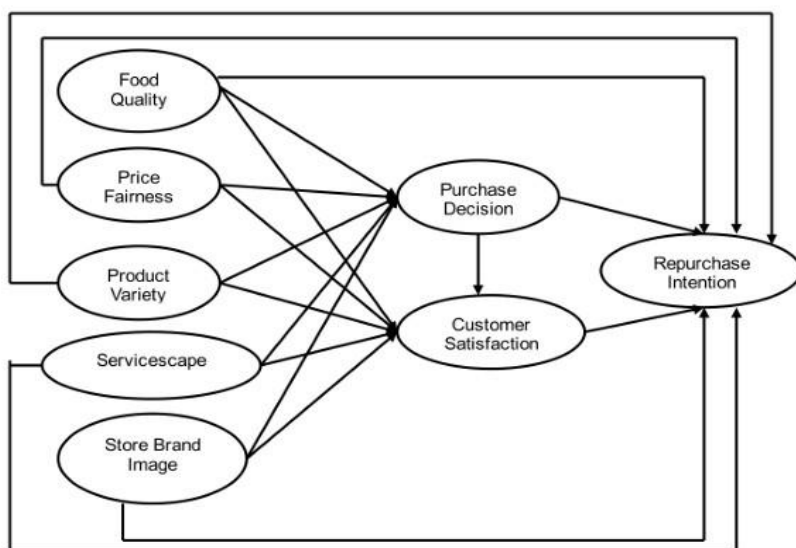 Food
Quality
Price
Fairness
Product
Variety
Servicescape
Store Brand
Image
Purchase
Decision
Customer
Satisfaction
Repurchase
Intention